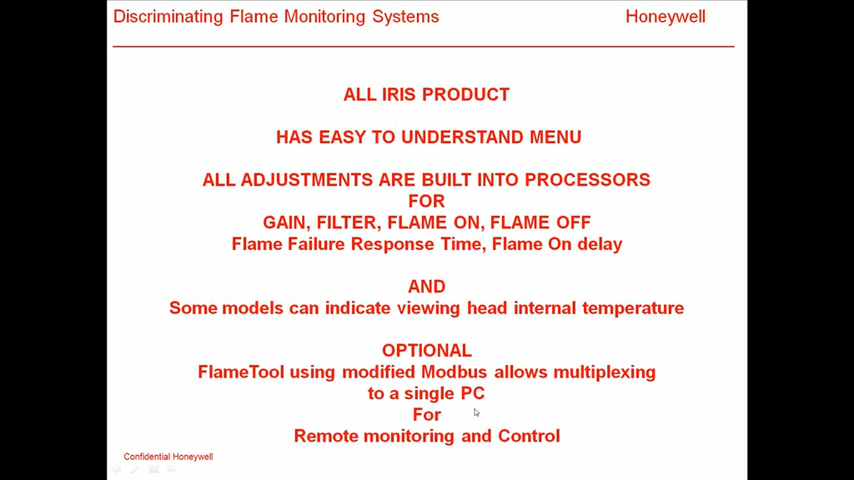 Discriminating Flame Monitoring Systems Honeywell
ALL IRIS PRODUCT
HAS EASY TO UNDERSTAND MENU
ALL ADJUSTMENTS ARE BUILT INTO PROCESSORS
FOR
GAIN, FILTER, FLAME ON, FLAME OFF
Flame Failure Response Time, Flame On delay
AND
Some models can indicate viewing head internal temperature
OPTIONAL
FlameTool using modified Modbus allows multiplexing
to a single PC
For
Remote monitoring and Control
Confidential Honeywell